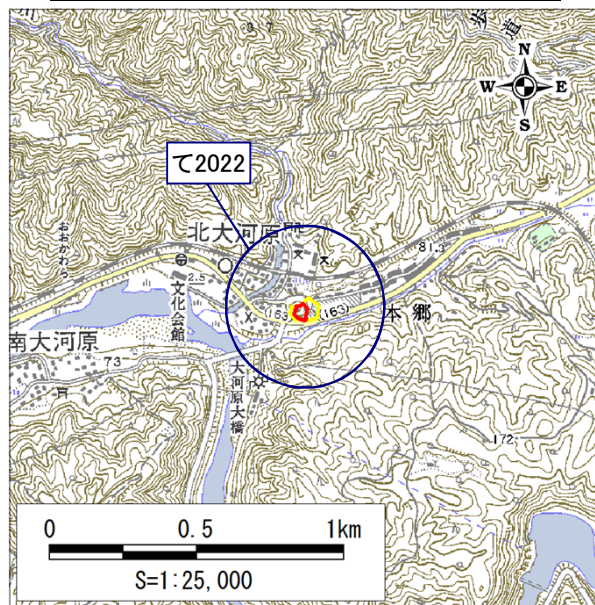 歩道
N
W
E
S
て2022
北大河原
おおかわら
81.3
2.5
文化会館
(163)
(163)
本郷
南大河原
73
大河原大橋
172
0
0.5
1km
S=1:25,000